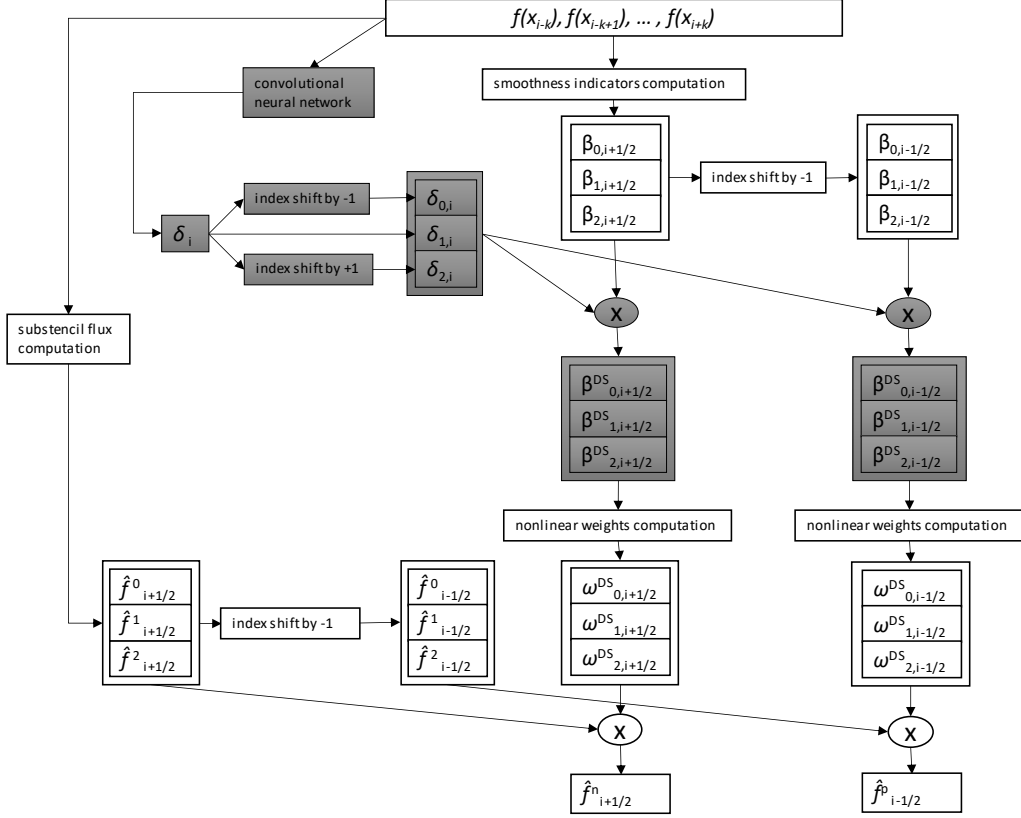 f(x_{i-k}), f(x_{i-k+1}), ... , f(x_{i+k})
convolutional
neural network
smoothness indicators computation
β_{0,i+1/2}
β_{1,i+1/2}
β_{2,i+1/2}
index shift by -1
β_{0,i-1/2}
β_{1,i-1/2}
β_{2,i-1/2}
δ_i
index shift by -1
index shift by +1
δ_{0,i}
δ_{1,i}
δ_{2,i}
X
X
substencil flux
computation
β^{DS}_{0,i+1/2}
β^{DS}_{1,i+1/2}
β^{DS}_{2,i+1/2}
β^{DS}_{0,i-1/2}
β^{DS}_{1,i-1/2}
β^{DS}_{2,i-1/2}
nonlinear weights computation
nonlinear weights computation
f̂^0_{i+1/2}
f̂^1_{i+1/2}
f̂^2_{i+1/2}
index shift by -1
f̂^0_{i-1/2}
f̂^1_{i-1/2}
f̂^2_{i-1/2}
ω^{DS}_{0,i+1/2}
ω^{DS}_{1,i+1/2}
ω^{DS}_{2,i+1/2}
ω^{DS}_{0,i-1/2}
ω^{DS}_{1,i-1/2}
ω^{DS}_{2,i-1/2}
X
X
f̂^n_{i+1/2}
f̂^p_{i-1/2}